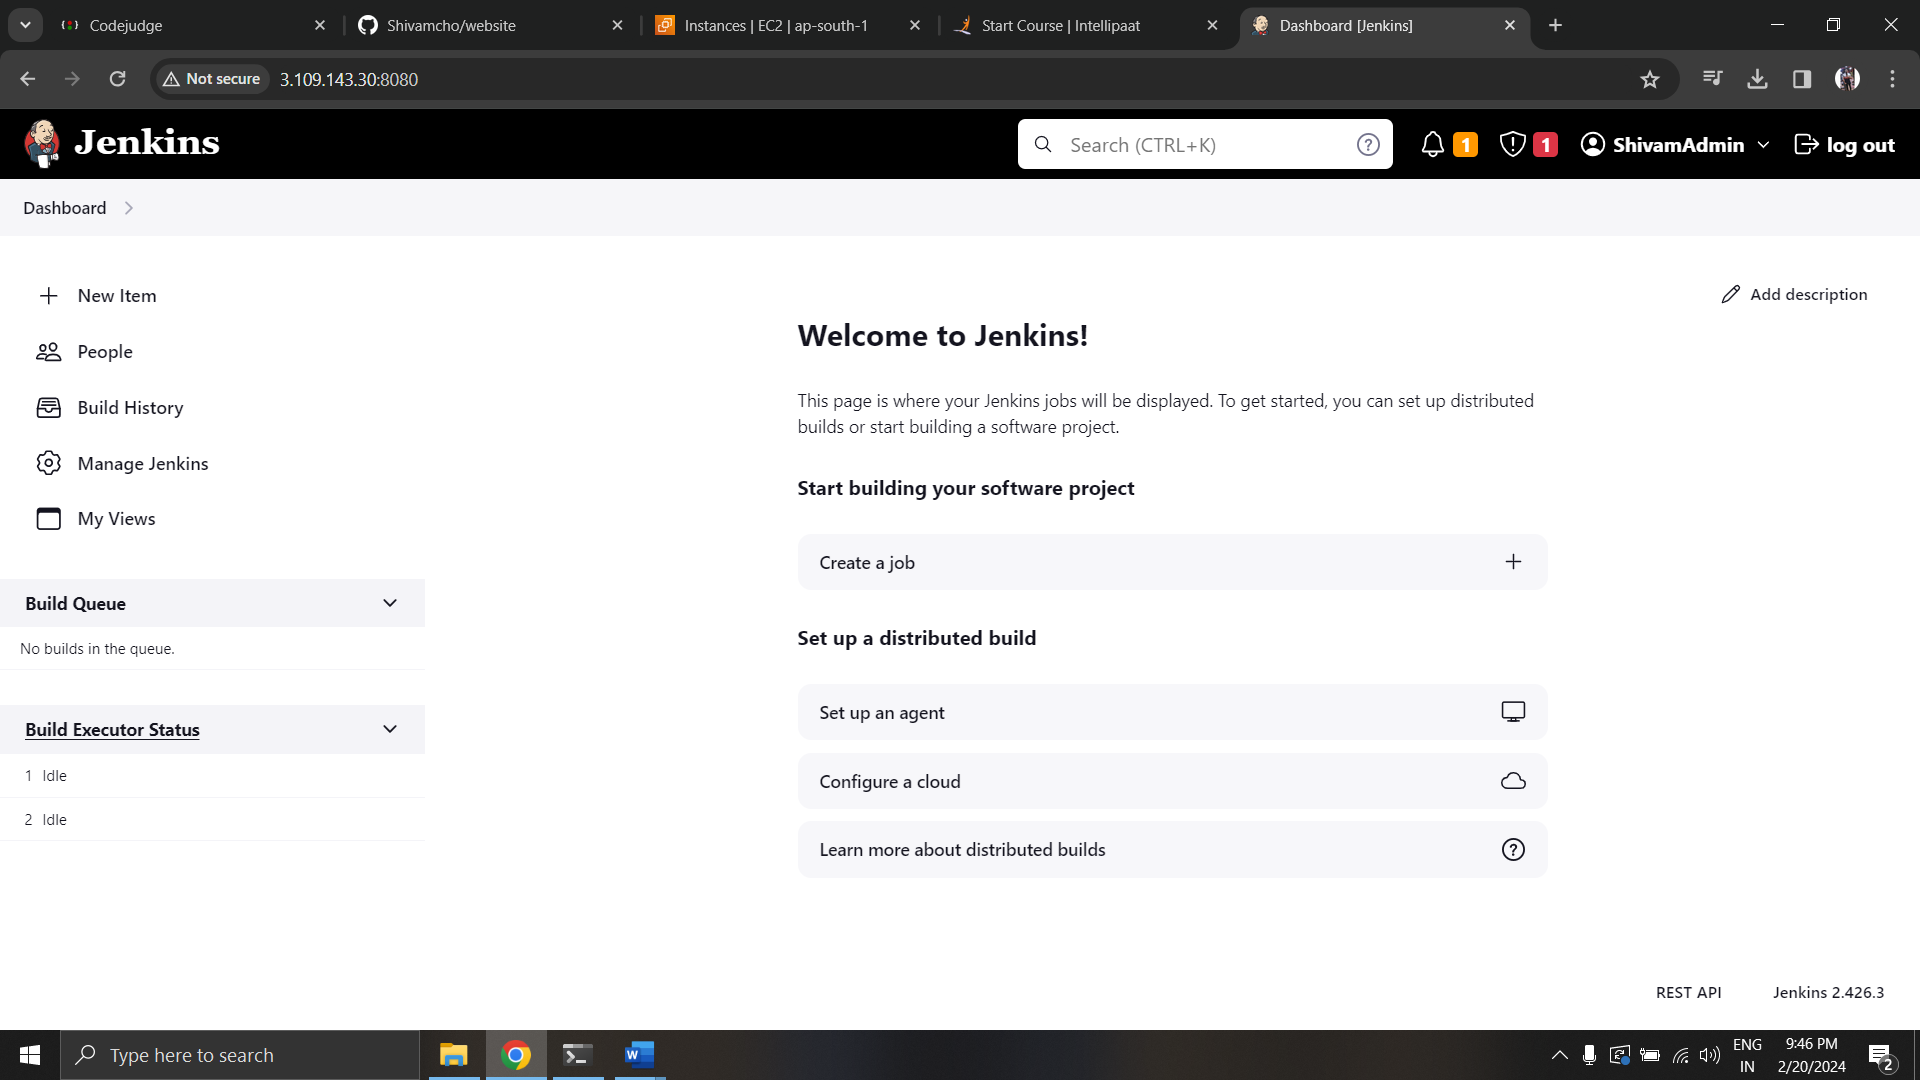 Codejudge
Shivamcho/website
Instances | EC2 | ap-south-1
Start Course | Intellipaat
Dashboard [Jenkins]
Not secure
3.109.143.30:8080
Jenkins
Search (CTRL+K)
?
1
1
ShivamAdmin
log out
Dashboard
New Item
People
Build History
Manage Jenkins
My Views
Add description
Welcome to Jenkins!
This page is where your Jenkins jobs will be displayed. To get started, you can set up distributed
builds or start building a software project.
Start building your software project
Create a job
Set up a distributed build
Set up an agent
Configure a cloud
Learn more about distributed builds
?
Build Queue
No builds in the queue.
Build Executor Status
1 Idle
2 Idle
REST API
Jenkins 2.426.3
Type here to search
W
ENG
IN
9:46 PM
2/20/2024
2